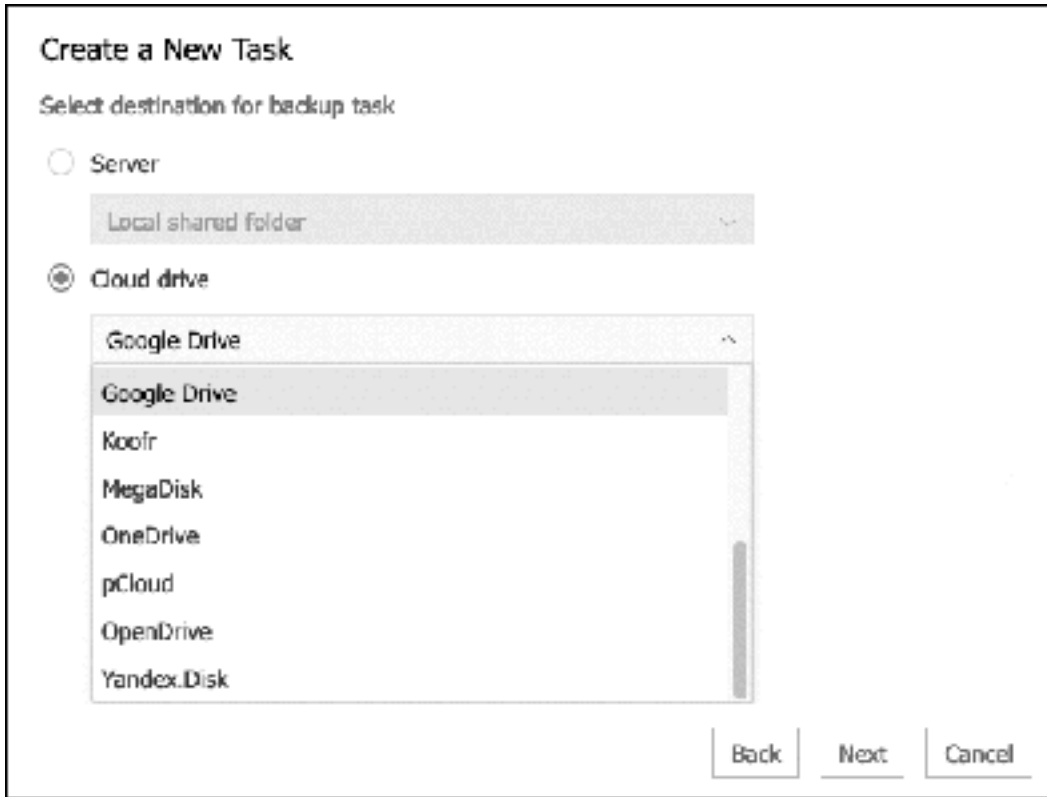 Create a New Task
Select destination for backup task
Server
Local shared folder
Cloud drive
Google Drive
Google Drive
Koofr
MegaDisk
OneDrive
pCloud
OpenDrive
Yandex.Disk
Back Next Cancel